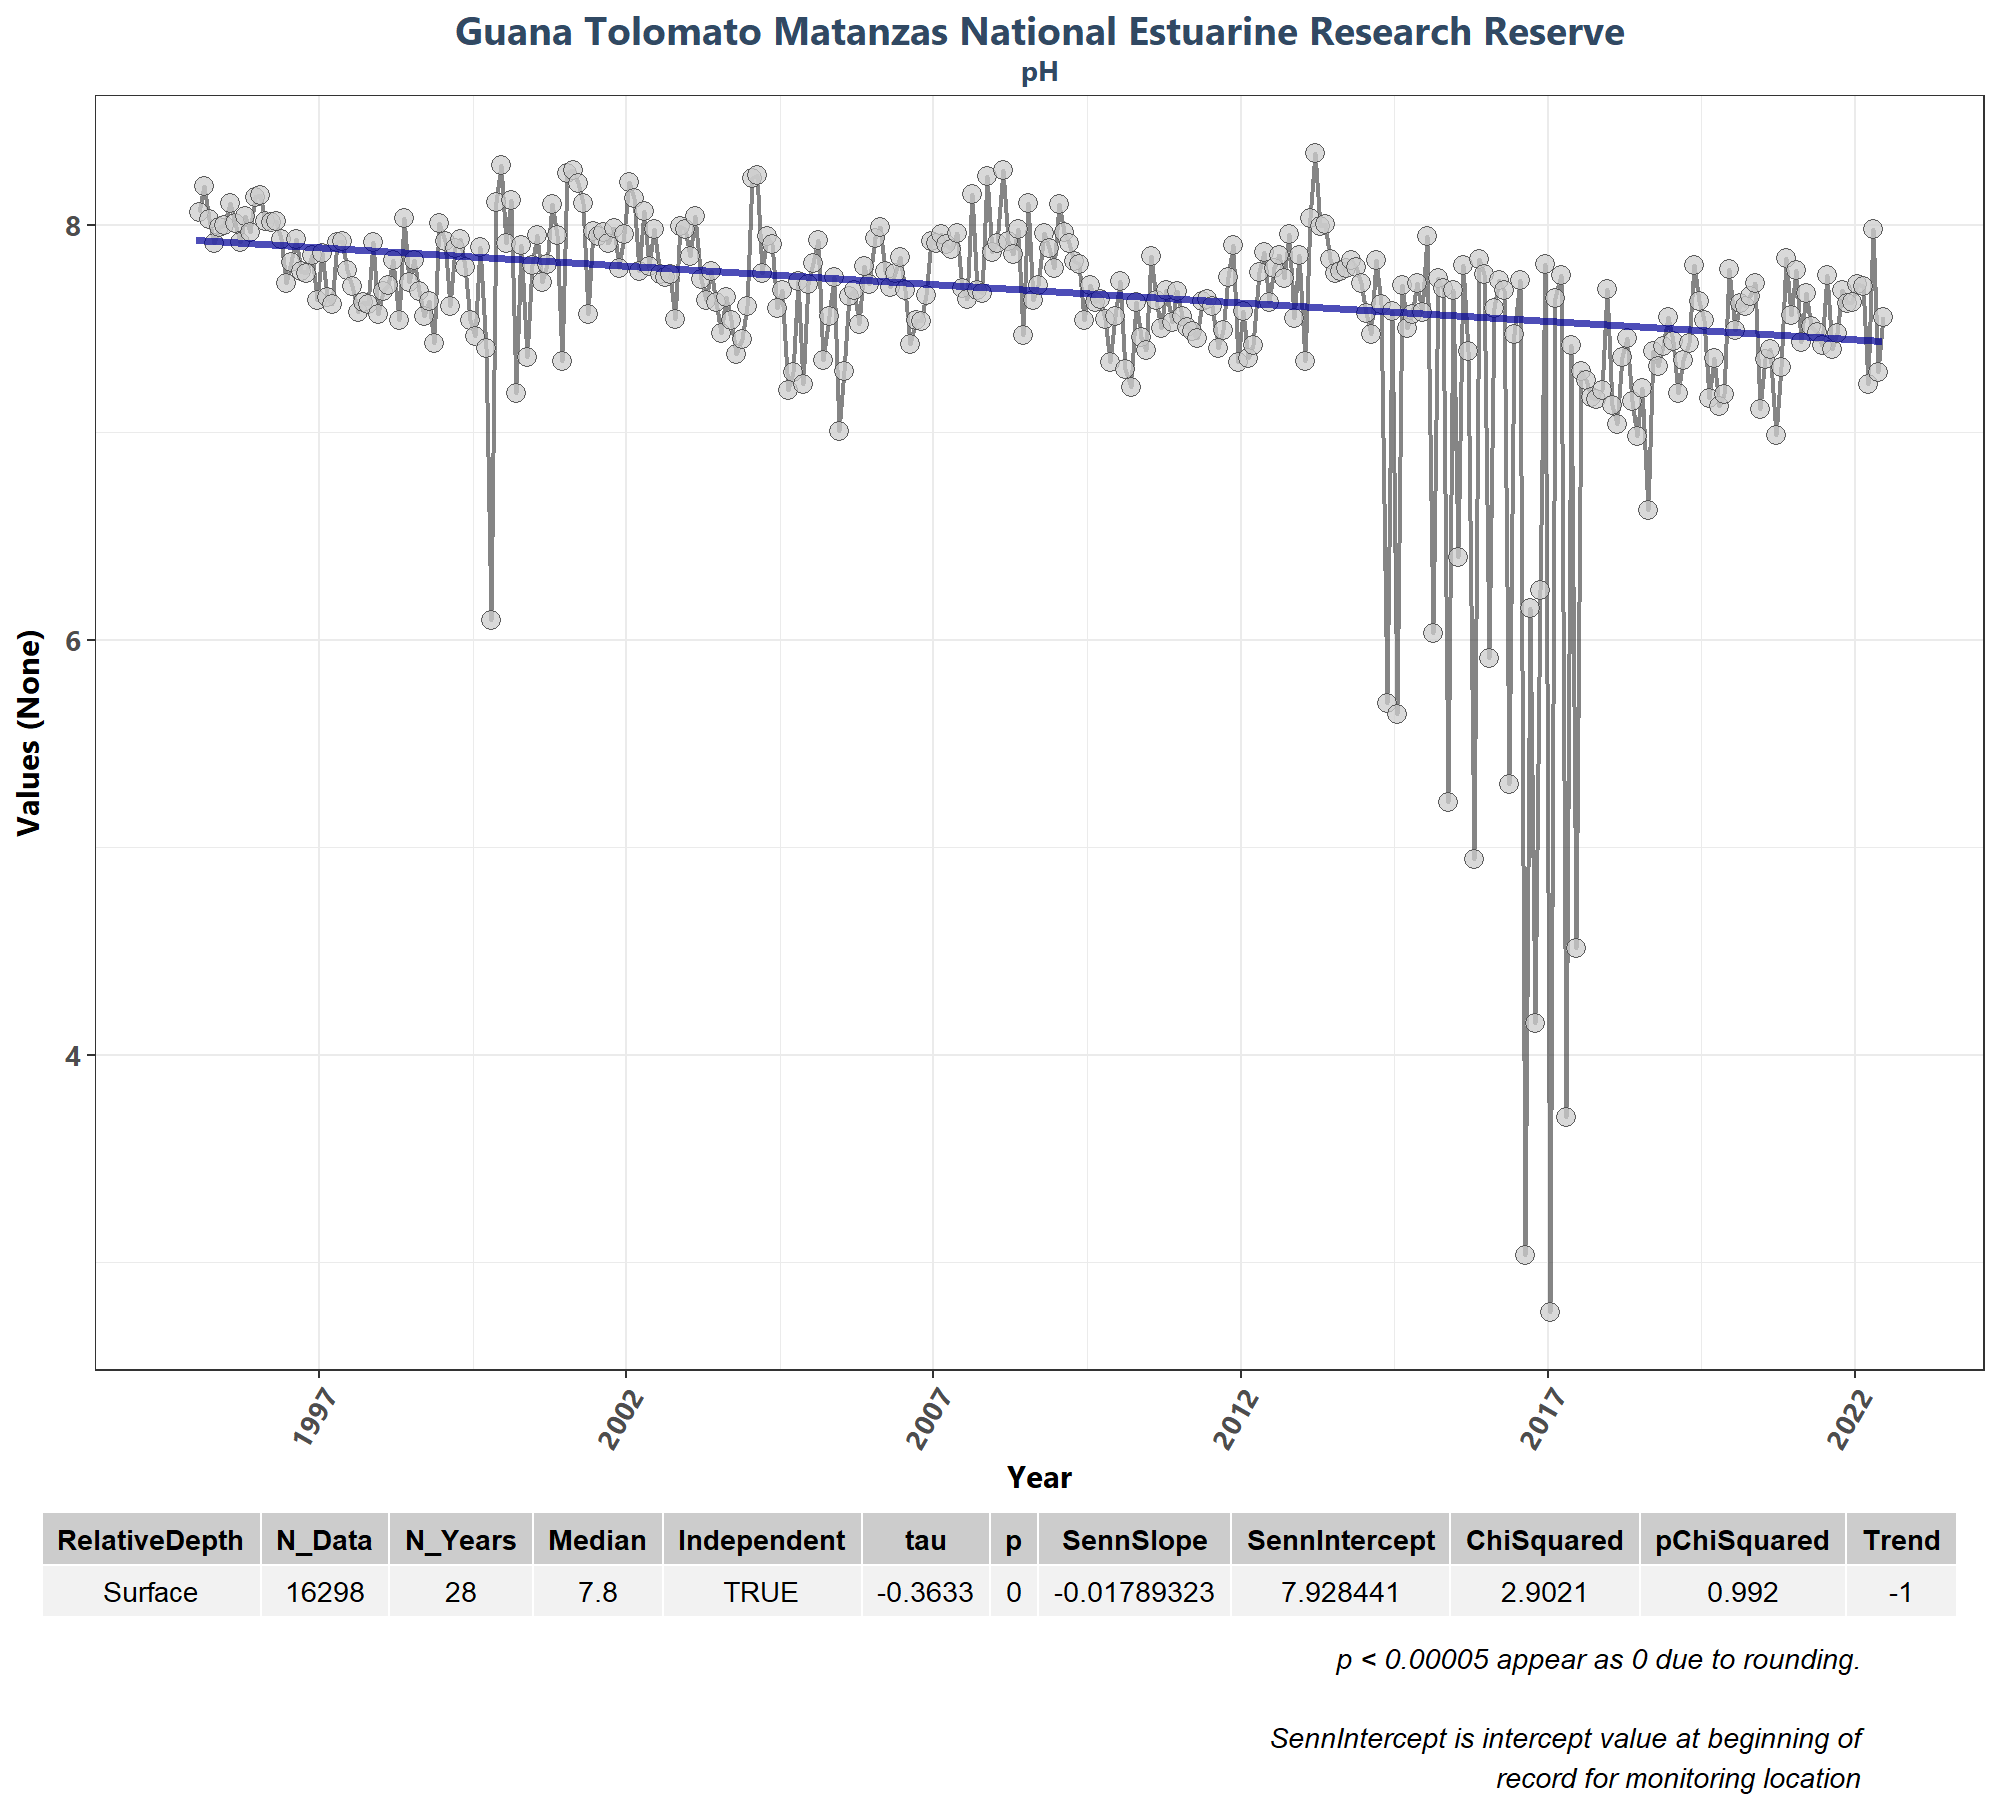 Guana Tolomato Matanzas National Estuarine Research Reserve
pH
Values (None)
8
6
4
1997
2002
2007
2012
2017
2022
Year
RelativeDepth N_Data N_Years Median Independent tau p SennSlope SennIntercept ChiSquared pChiSquared Trend
Surface 16298 28 7.8 TRUE -0.3633 0 -0.01789323 7.928441 2.9021 0.992 -1
p < 0.00005 appear as 0 due to rounding.
SennIntercept is intercept value at beginning of
record for monitoring location